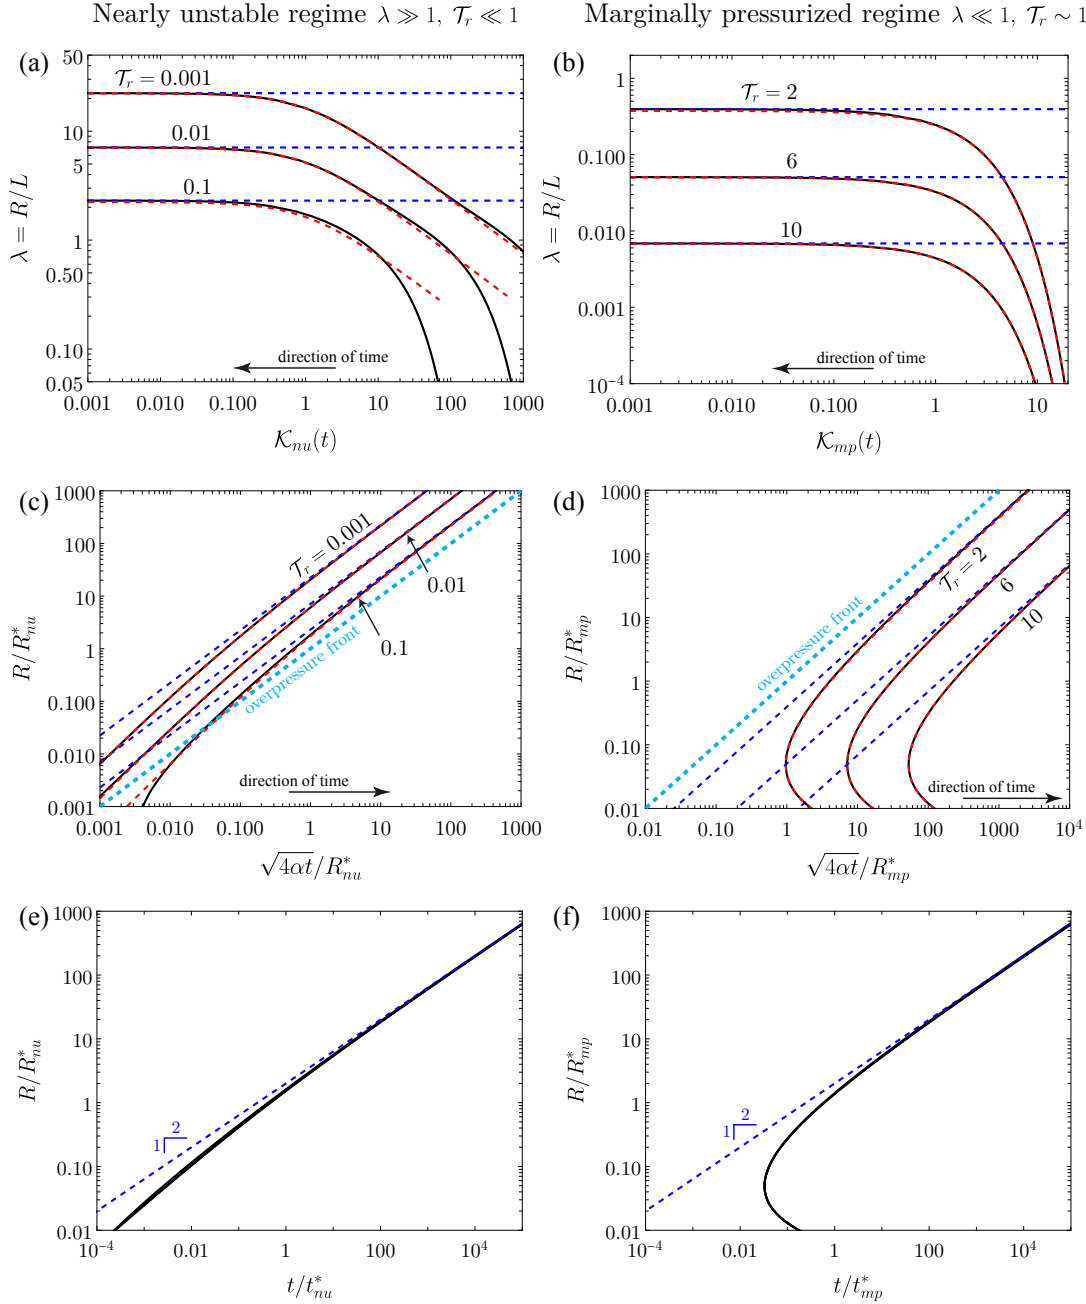 Nearly unstable regime λ ≫ 1, 𝒯_r ≪ 1
Marginally pressurized regime λ ≪ 1, 𝒯_r ∼ 1
(a)
50
10
5
1
0.50
0.10
0.05
λ = R/L
𝒯_r = 0.001
0.01
0.1
direction of time
0.001 0.010 0.100 1 10 100 1000
𝒦_nu(t)
(b)
1
0.100
0.010
0.001
10⁻⁴
λ = R/L
𝒯_r = 2
6
10
direction of time
0.001 0.010 0.100 1 10
𝒦_mp(t)
(c)
1000
100
10
1
0.100
0.010
0.001
R/R*_nu
𝒯_r = 0.001
0.01
0.1
overpressure front
direction of time
0.001 0.010 0.100 1 10 100 1000
√4αt/R*_nu
(d)
1000
100
10
1
0.10
0.01
R/R*_mp
overpressure front
𝒯_r = 2
6
10
direction of time
0.01 0.10 1 10 100 1000 10⁴
√4αt/R*_mp
(e)
1000
100
10
1
0.10
0.01
R/R*_nu
2
1
10⁻⁴ 0.01 1 100 10⁴
t/t*_nu
(f)
1000
100
10
1
0.10
0.01
R/R*_mp
2
1
10⁻⁴ 0.01 1 100 10⁴
t/t*_mp